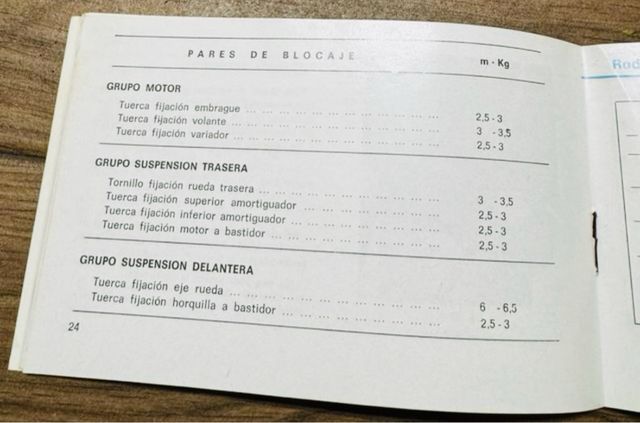 PARES DE BLOCAJE m · Kg
GRUPO MOTOR
Tuerca fijación embrague ... ... ... ... ... ... ... ... ... ... ... 2,5 - 3
Tuerca fijación volante ... ... ... ... ... ... ... ... ... ... ... ... 3 - 3,5
Tuerca fijación variador ... ... ... ... ... ... ... ... ... ... ... ... 2,5 - 3
GRUPO SUSPENSION TRASERA
Tornillo fijación rueda trasera ... ... ... ... ... ... ... ... ... ... 3 - 3,5
Tuerca fijación superior amortiguador ... ... ... ... ... ... ... ... 2,5 - 3
Tuerca fijación inferior amortiguador ... ... ... ... ... ... ... ... 2,5 - 3
Tuerca fijación motor a bastidor ... ... ... ... ... ... ... ... ... 2,5 - 3
GRUPO SUSPENSION DELANTERA
Tuerca fijación eje rueda ... ... ... ... ... ... ... ... ... ... ... 6 - 6,5
Tuerca fijación horquilla a bastidor ... ... ... ... ... ... ... ... 2,5 - 3
24